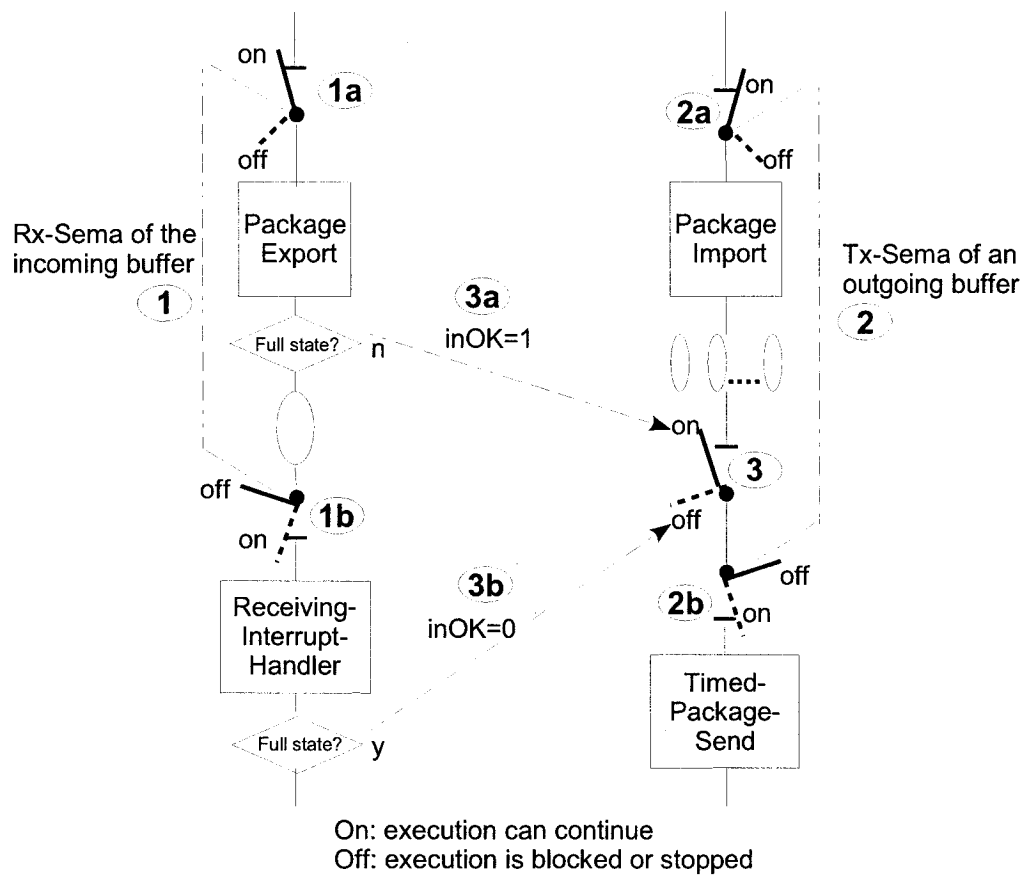 on
1a
off
on
2a
off
Package
Export
Package
Import
Rx-Sema of the
incoming buffer
1
Tx-Sema of an
outgoing buffer
2
3a
inOK=1
Full state?
n
on
3
off
off
1b
on
3b
inOK=0
off
2b
on
Receiving-
Interrupt-
Handler
Timed-
Package-
Send
Full state?
y
On: execution can continue
Off: execution is blocked or stopped